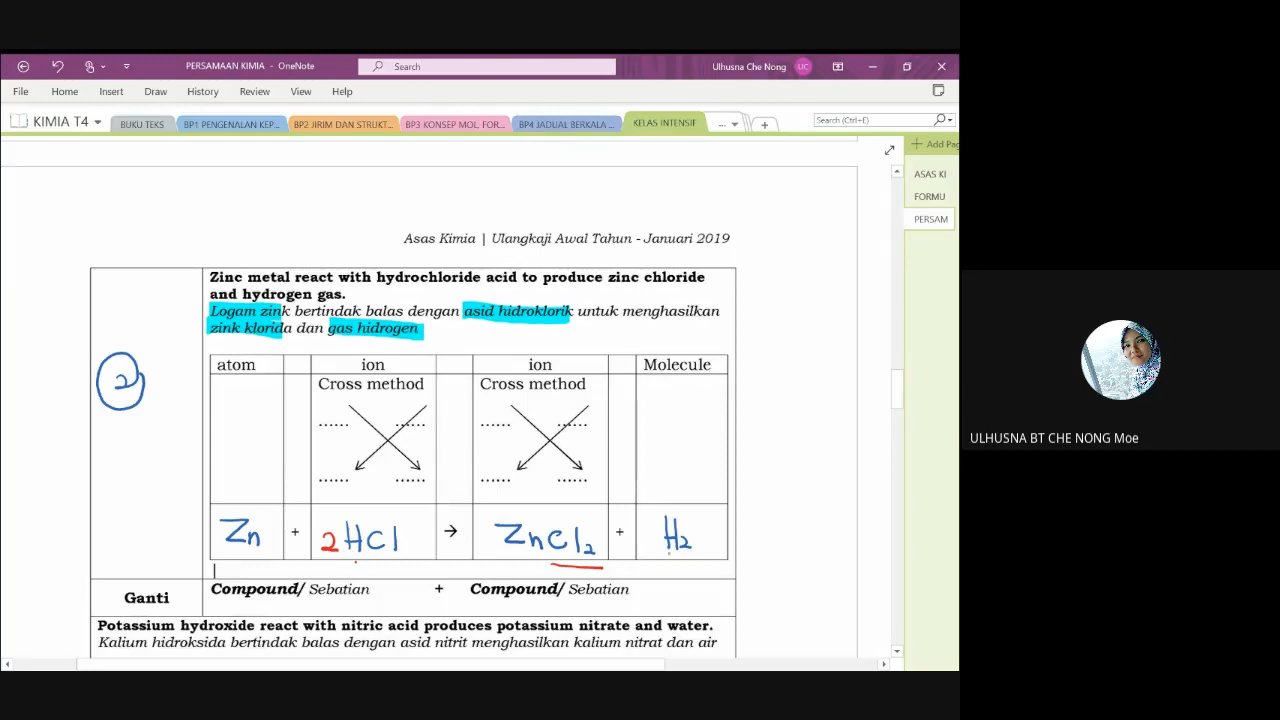 PERSAMAAN KIMIA - OneNote
Search
Ulhusna Che Nong
UC
File Home Insert Draw History Review View Help
KIMIA T4
BUKU TEKS
BP1 PENGENALAN KEP...
BP2 JIRIM DAN STRUKT...
BP3 KONSEP MOL, FOR...
BP4 JADUAL BERKALA ...
KELAS INTENSIF
...
Search (Ctrl+E)
Add Pag
ASAS KI
FORMU
PERSAM
Asas Kimia | Ulangkaji Awal Tahun - Januari 2019
Zinc metal react with hydrochloride acid to produce zinc chloride
and hydrogen gas.
Logam zink bertindak balas dengan asid hidroklorik untuk menghasilkan
zink klorida dan gas hidrogen
2
atom ion ion Molecule
Cross method Cross method
...... ...... ...... ......
...... ...... ...... ......
Zn + 2HCl → ZnCl2 + H2
Ganti
Compound/ Sebatian + Compound/ Sebatian
Potassium hydroxide react with nitric acid produces potassium nitrate and water.
Kalium hidroksida bertindak balas dengan asid nitrit menghasilkan kalium nitrat dan air
ULHUSNA BT CHE NONG Moe